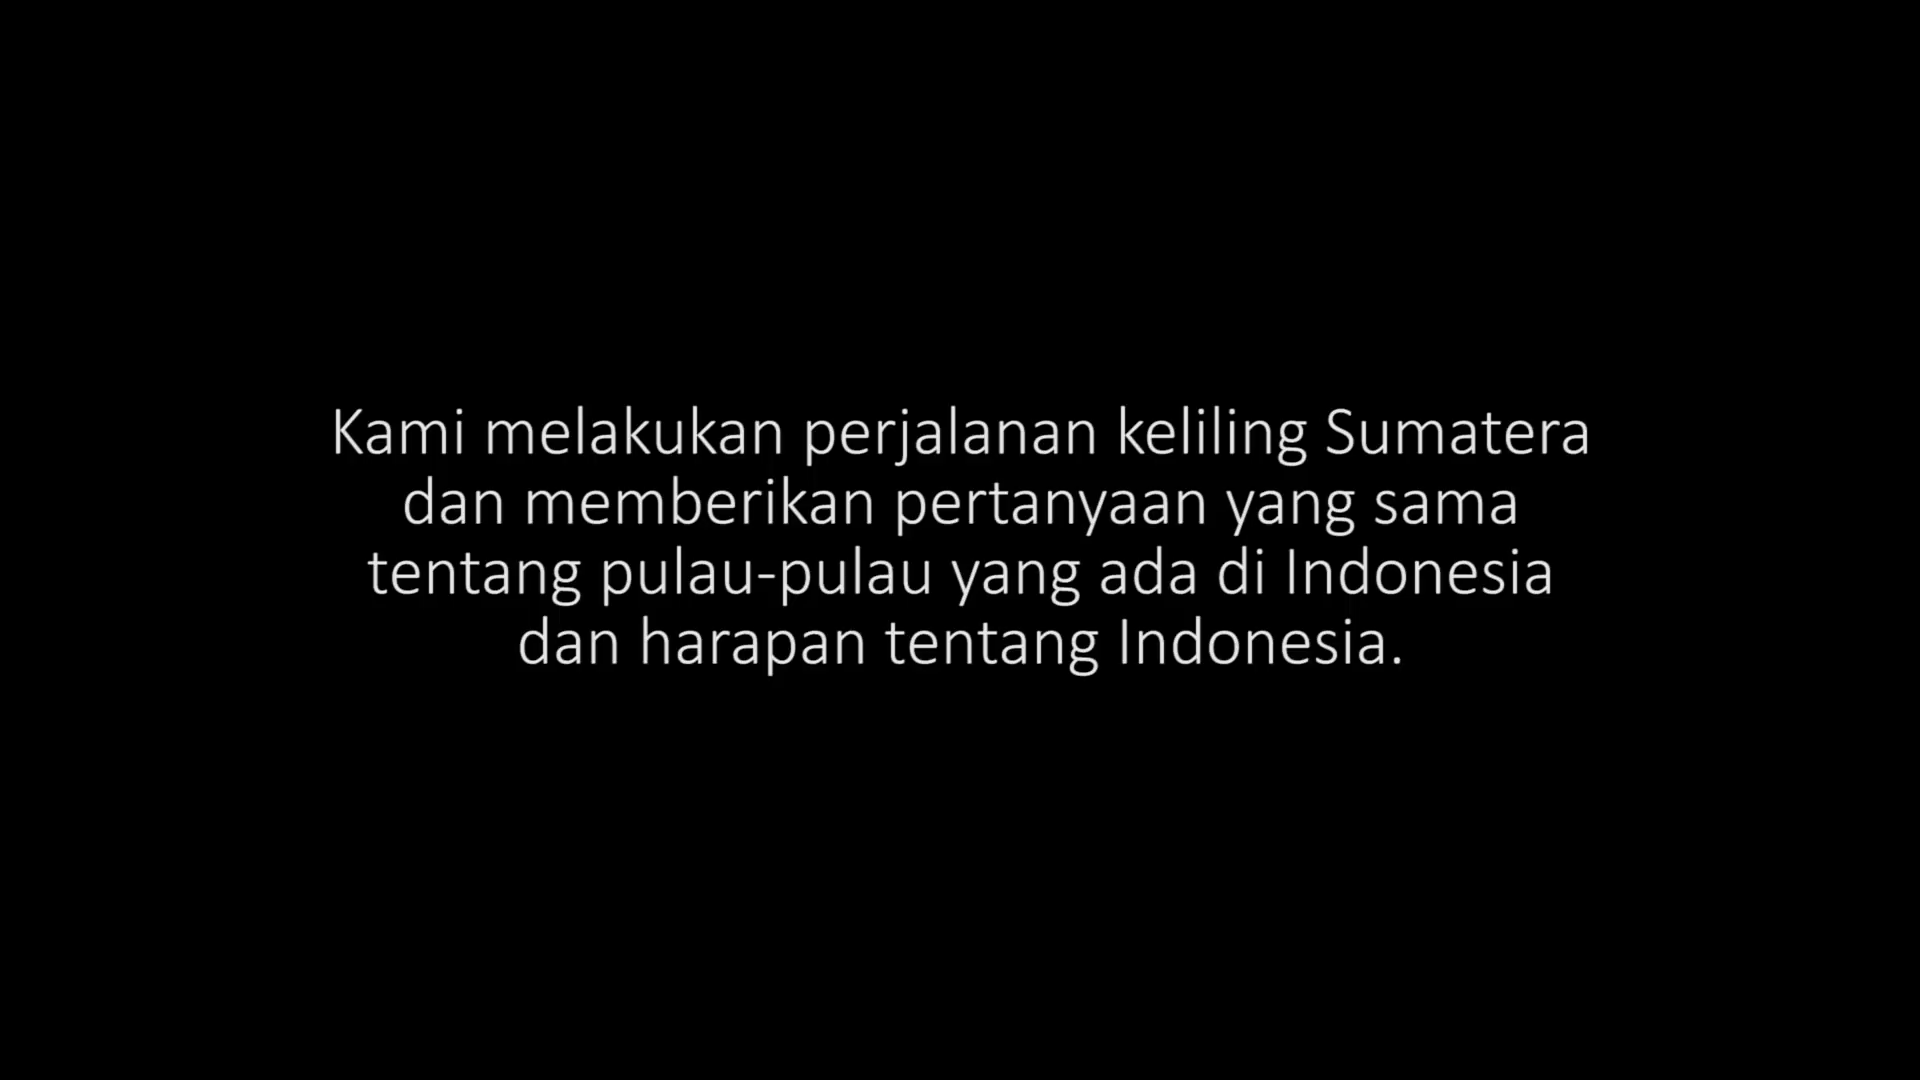 Kami melakukan perjalanan keliling Sumatera
dan memberikan pertanyaan yang sama
tentang pulau-pulau yang ada di Indonesia
dan harapan tentang Indonesia.